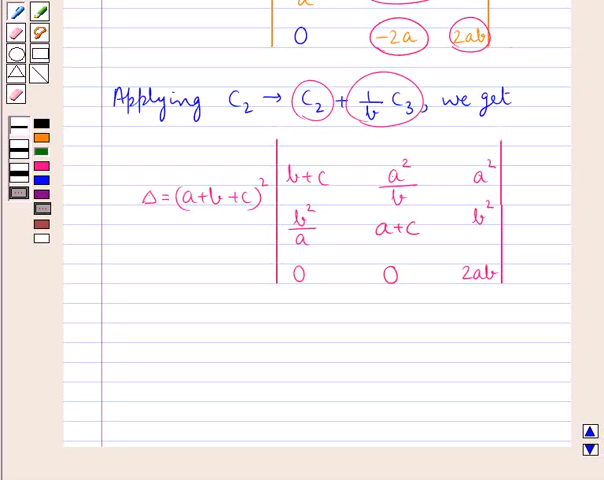 a
0 -2a 2ab
Applying C₂ → C₂ + 1/b C₃, we get
Δ = (a+b+c)² | b+c a²/b a² |
| b²/a a+c b² |
| 0 0 2ab |